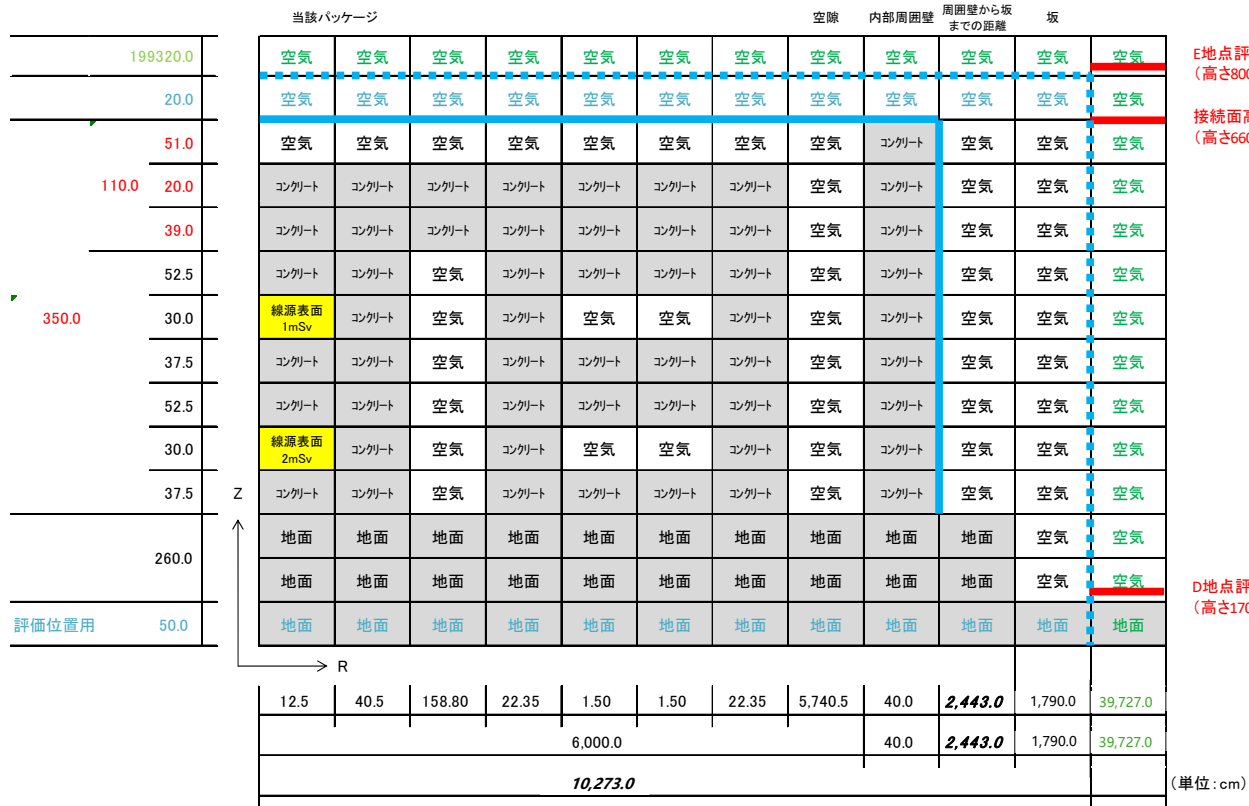 当該パッケージ 空隙 内部周囲壁 周囲壁から坂 坂
までの距離
199320.0 空気 空気 空気 空気 空気 空気 空気 空気 空気 空気 空気 空気 E地点評
(高さ800
20.0 空気 空気 空気 空気 空気 空気 空気 空気 空気 空気 空気 空気
接続面高
(高さ660
51.0 空気 空気 空気 空気 空気 空気 空気 空気 コンクリート 空気 空気 空気
110.0 20.0 コンクリート コンクリート コンクリート コンクリート コンクリート コンクリート コンクリート 空気 コンクリート 空気 空気 空気
39.0 コンクリート コンクリート コンクリート コンクリート コンクリート コンクリート コンクリート 空気 コンクリート 空気 空気 空気
52.5 コンクリート コンクリート 空気 コンクリート コンクリート コンクリート コンクリート 空気 コンクリート 空気 空気 空気
350.0 30.0 線源表面 コンクリート 空気 コンクリート 空気 空気 コンクリート 空気 コンクリート 空気 空気 空気
1mSv
37.5 コンクリート コンクリート 空気 コンクリート コンクリート コンクリート コンクリート 空気 コンクリート 空気 空気 空気
52.5 コンクリート コンクリート 空気 コンクリート コンクリート コンクリート コンクリート 空気 コンクリート 空気 空気 空気
30.0 線源表面 コンクリート 空気 コンクリート 空気 空気 コンクリート 空気 コンクリート 空気 空気 空気
2mSv
37.5 Z コンクリート コンクリート 空気 コンクリート コンクリート コンクリート コンクリート 空気 コンクリート 空気 空気 空気
260.0 地面 地面 地面 地面 地面 地面 地面 地面 地面 地面 空気 空気
地面 地面 地面 地面 地面 地面 地面 地面 地面 地面 空気 空気 D地点評
(高さ170
評価位置用 50.0 地面 地面 地面 地面 地面 地面 地面 地面 地面 地面 地面 地面
R
12.5 40.5 158.80 22.35 1.50 1.50 22.35 5,740.5 40.0 2,443.0 1,790.0 39,727.0
6,000.0 40.0 2,443.0 1,790.0 39,727.0
10,273.0 (単位:cm)